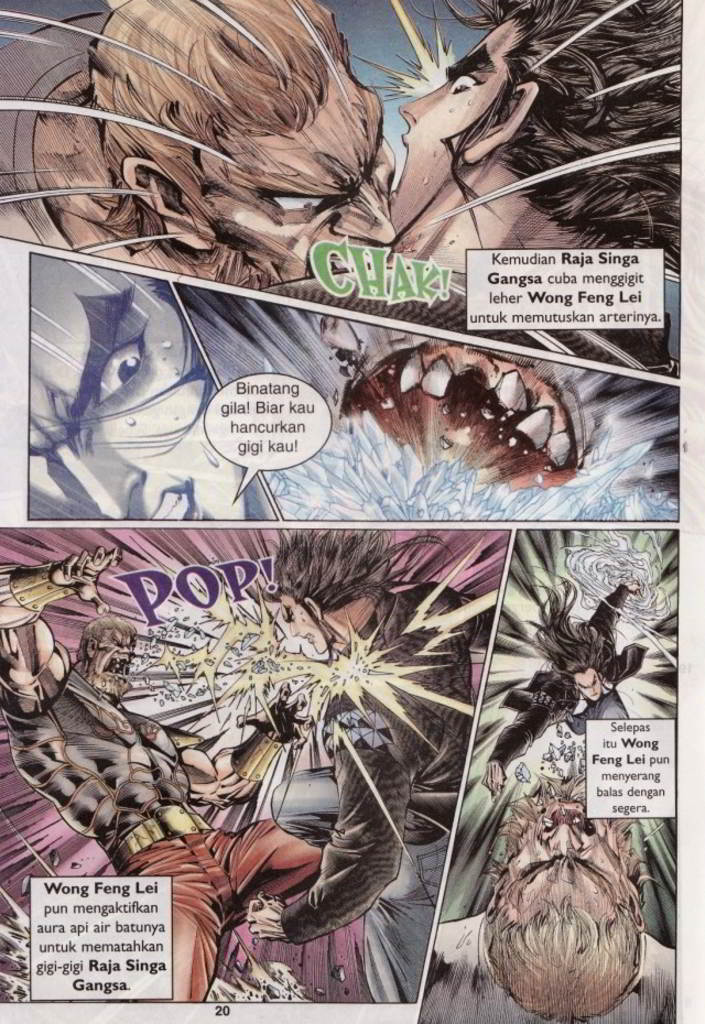 CHAK!
Kemudian Raja Singa
Gangsa cuba menggigit
leher Wong Feng Lei
untuk memutuskan arterinya.
Binatang
gila! Biar kau
hancurkan
gigi kau!
POP!
Wong Feng Lei
pun mengaktifkan
aura api air batunya
untuk mematahkan
gigi-gigi Raja Singa
Gangsa.
Selepas
itu Wong
Feng Lei pun
menyerang
balas dengan
segera.
20